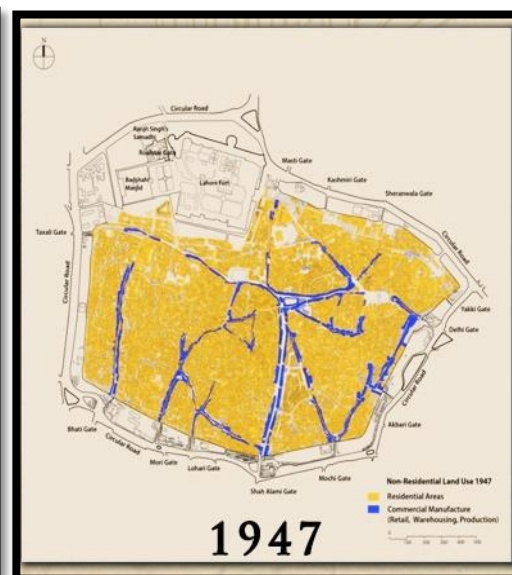 N
Circular Road
Ranjit Singh's
Samadhi
Roshnai Gate
Badshahi
Masjid
Lahore Fort
Masti Gate
Kashmiri Gate
Sheranwala Gate
Taxali Gate
Circular Road
Circular Road
Yakki Gate
Delhi Gate
Circular Road
Akbari Gate
Bhati Gate
Circular Road
Mori Gate
Lohari Gate
Mochi Gate
Shah Alami Gate
Non-Residential Land Use 1947
Residential Areas
Commercial Manufacture
(Retail, Warehousing, Production)
1947